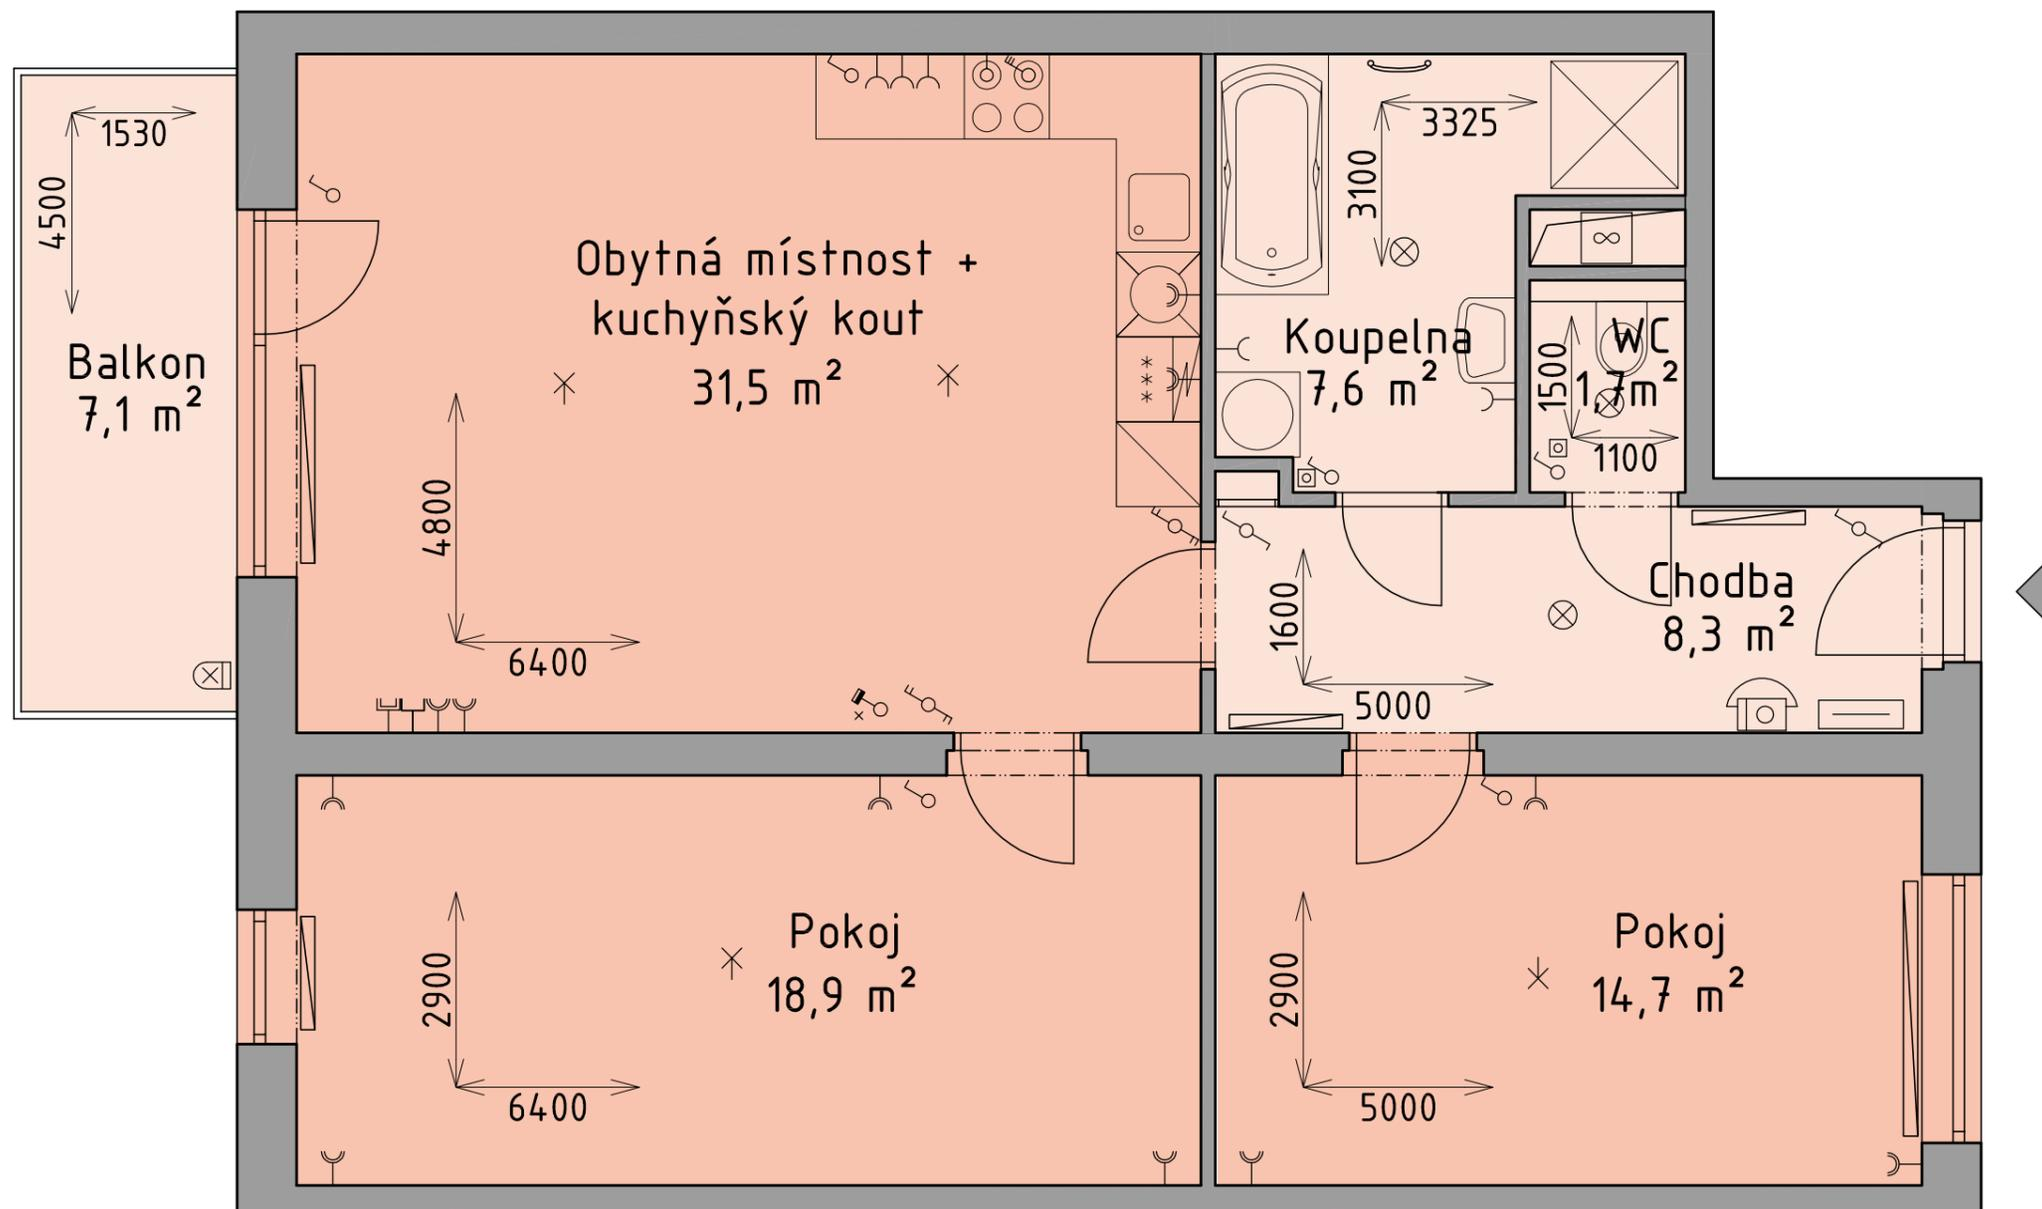 1530
4500
Balkon
7,1 m²
Obytná místnost +
kuchyňský kout
31,5 m²
4800
6400
3325
3100
Koupelna
7,6 m²
WC
1,7m²
1500
1100
Chodba
8,3 m²
1600
5000
Pokoj
18,9 m²
2900
6400
Pokoj
14,7 m²
2900
5000